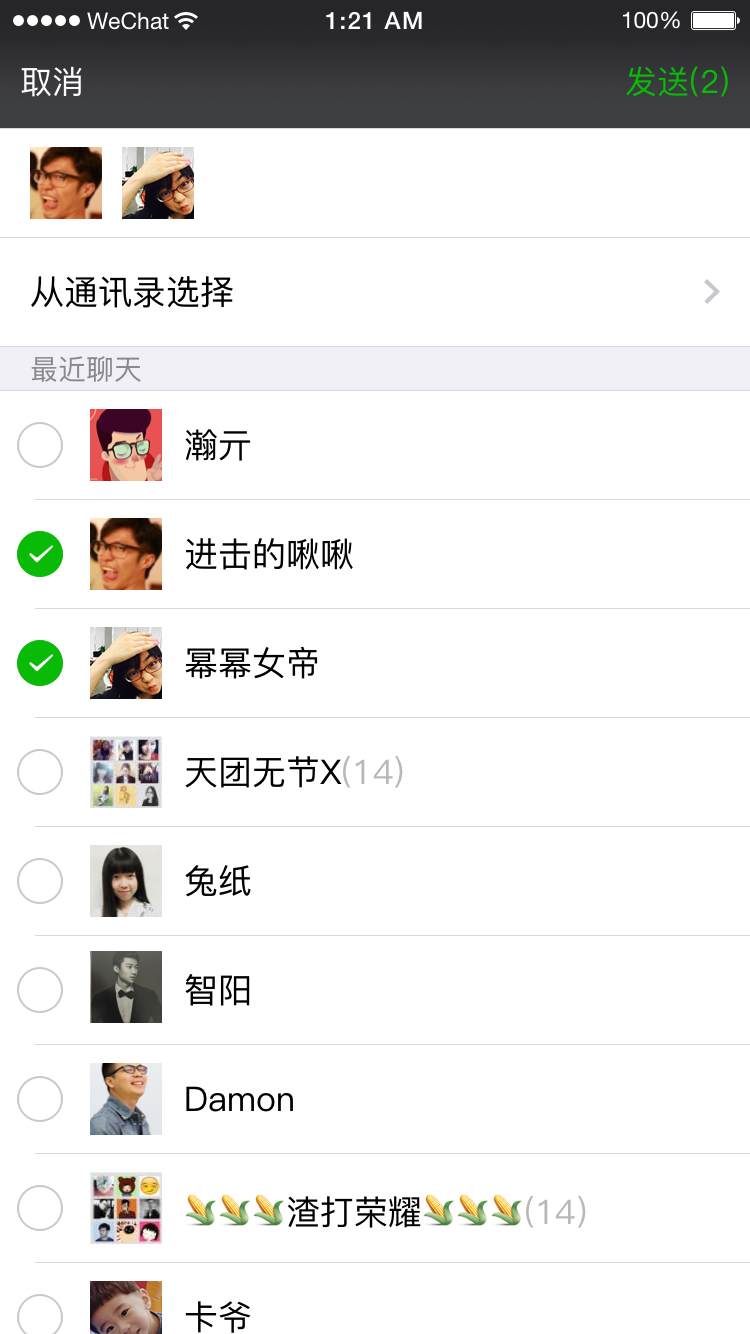 WeChat 1:21 AM 100%
取消 发送(2)
从通讯录选择
最近聊天
瀚亓
进击的啾啾
幂幂女帝
天团无节X(14)
兔纸
智阳
Damon
🌽🌽🌽渣打荣耀🌽🌽🌽(14)
卡爷